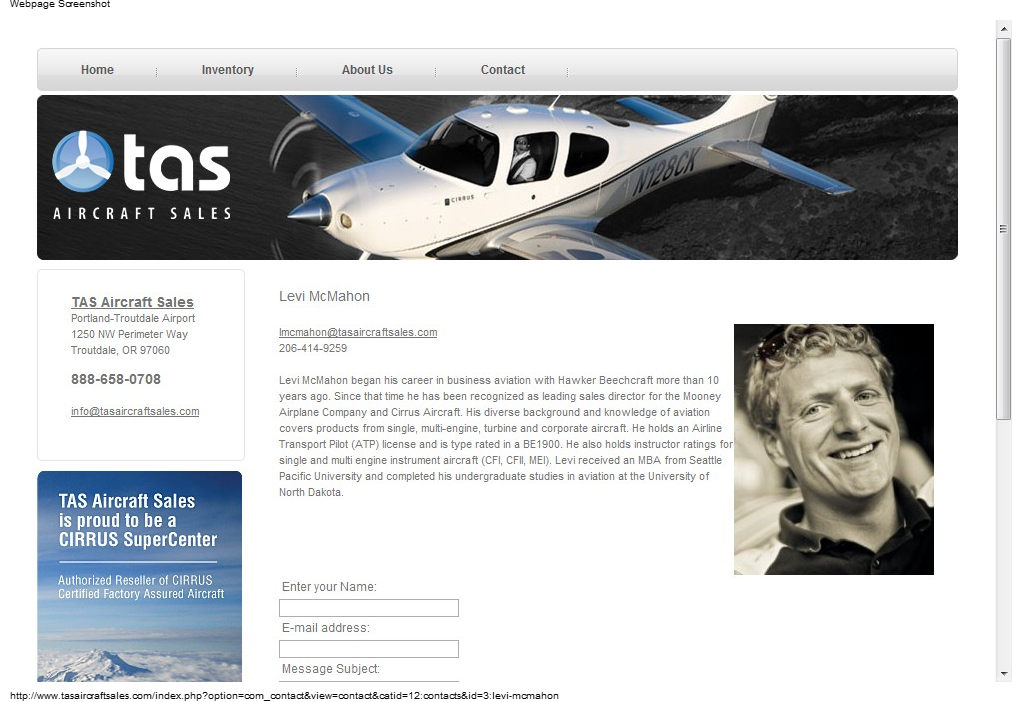 Webpage Screenshot
Home
Inventory
About Us
Contact
tas
AIRCRAFT SALES
CIRRUS
N128CK
TAS Aircraft Sales
Portland-Troutdale Airport
1250 NW Perimeter Way
Troutdale, OR 97060
888-658-0708
info@tasaircraftsales.com
TAS Aircraft Sales
is proud to be a
CIRRUS SuperCenter
Authorized Reseller of CIRRUS
Certified Factory Assured Aircraft
Levi McMahon
lmcmahon@tasaircraftsales.com
206-414-9259
Levi McMahon began his career in business aviation with Hawker Beechcraft more than 10
years ago. Since that time he has been recognized as leading sales director for the Mooney
Airplane Company and Cirrus Aircraft. His diverse background and knowledge of aviation
covers products from single, multi-engine, turbine and corporate aircraft. He holds an Airline
Transport Pilot (ATP) license and is type rated in a BE1900. He also holds instructor ratings for
single and multi engine instrument aircraft (CFI, CFII, MEI). Levi received an MBA from Seattle
Pacific University and completed his undergraduate studies in aviation at the University of
North Dakota.
Enter your Name:
E-mail address:
Message Subject:
http://www.tasaircraftsales.com/index.php?option=com_contact&view=contact&catid=12:contacts&id=3:levi-mcmahon